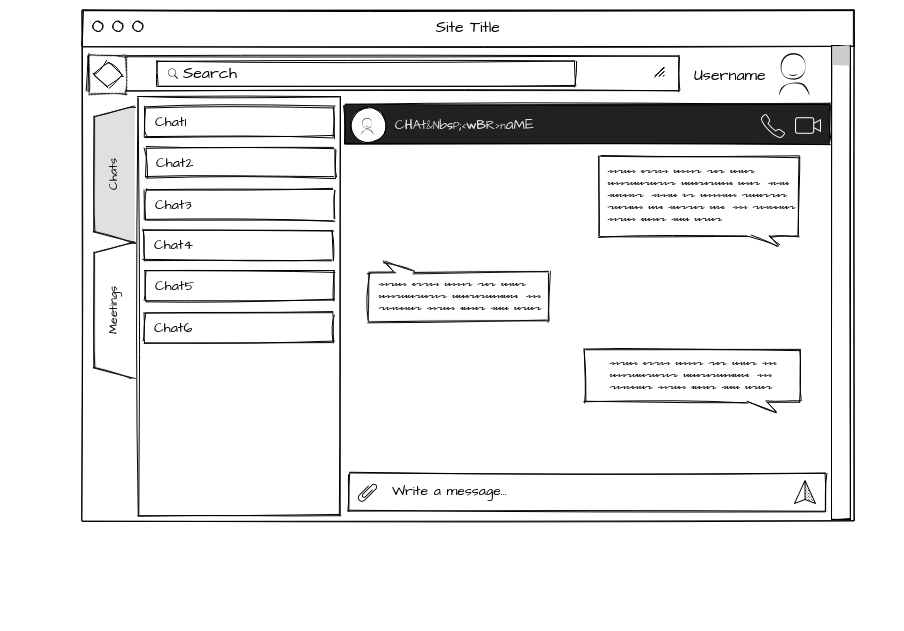 Site Title
Search
Username
Chats
Meetings
Chat1
Chat2
Chat3
Chat4
Chat5
Chat6
CHAt&Nbsp;<wBR>naME
Write a message...